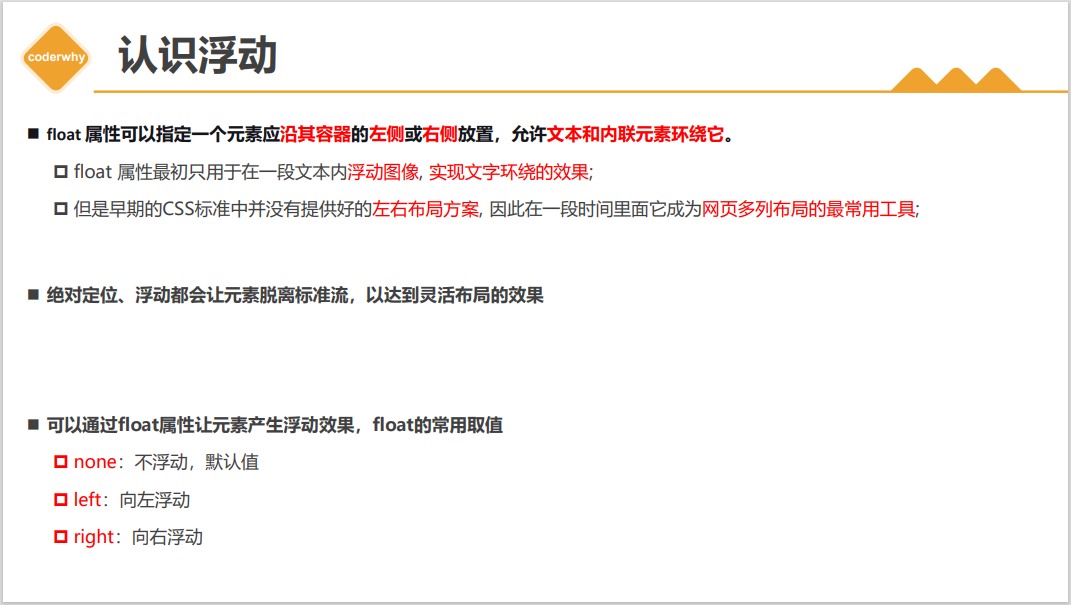 coderwhy
认识浮动
float 属性可以指定一个元素应沿其容器的左侧或右侧放置，允许文本和内联元素环绕它。
float 属性最初只用于在一段文本内浮动图像, 实现文字环绕的效果;
但是早期的CSS标准中并没有提供好的左右布局方案, 因此在一段时间里面它成为网页多列布局的最常用工具;
绝对定位、浮动都会让元素脱离标准流，以达到灵活布局的效果
可以通过float属性让元素产生浮动效果，float的常用取值
none：不浮动，默认值
left：向左浮动
right：向右浮动